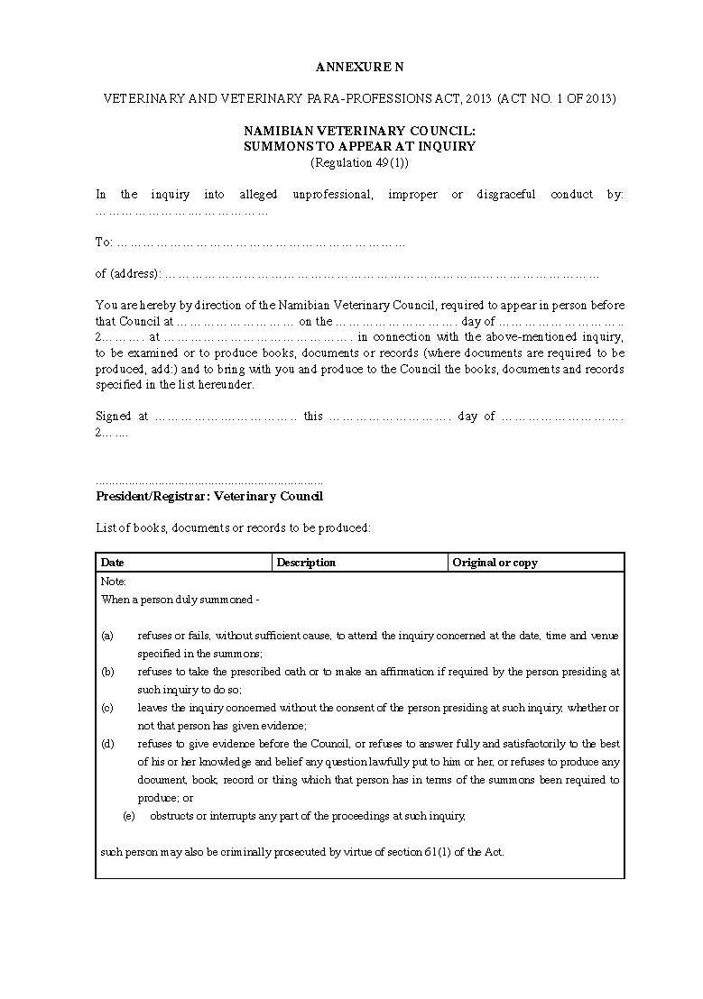 ANNEXURE N
VETERINARY AND VETERINARY PARA-PROFESSIONS ACT, 2013 (ACT NO. 1 OF 2013)
NAMIBIAN VETERINARY COUNCIL:
SUMMONS TO APPEAR AT INQUIRY
(Regulation 49(1))
In the inquiry into alleged unprofessional, improper or disgraceful conduct by:
……………………………………
To: …………………………………………………………
of (address): ………………………………………………………………………………………
You are hereby by direction of the Namibian Veterinary Council, required to appear in person before
that Council at ……………………… on the ………………………. day of ………………………..
2………. at ……………………………………. in connection with the above-mentioned inquiry,
to be examined or to produce books, documents or records (where documents are required to be
produced, add:) and to bring with you and produce to the Council the books, documents and records
specified in the list hereunder.
Signed at …………………………… this ………………………. day of ……………………….
2…….
......................................................................
President/Registrar: Veterinary Council
List of books, documents or records to be produced:
Date Description Original or copy
Note:
When a person duly summoned -
(a) refuses or fails, without sufficient cause, to attend the inquiry concerned at the date, time and venue
specified in the summons;
(b) refuses to take the prescribed oath or to make an affirmation if required by the person presiding at
such inquiry to do so;
(c) leaves the inquiry concerned without the consent of the person presiding at such inquiry, whether or
not that person has given evidence;
(d) refuses to give evidence before the Council, or refuses to answer fully and satisfactorily to the best
of his or her knowledge and belief any question lawfully put to him or her, or refuses to produce any
document, book, record or thing which that person has in terms of the summons been required to
produce; or
(e) obstructs or interrupts any part of the proceedings at such inquiry,
such person may also be criminally prosecuted by virtue of section 61(1) of the Act.